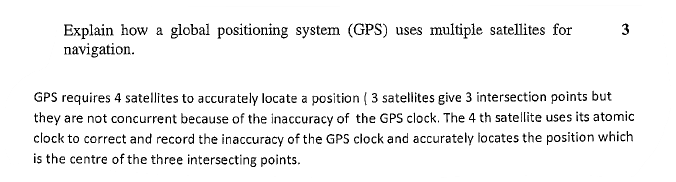 Explain how a global positioning system (GPS) uses multiple satellites for 3
navigation.
GPS requires 4 satellites to accurately locate a position ( 3 satellites give 3 intersection points but
they are not concurrent because of the inaccuracy of the GPS clock. The 4 th satellite uses its atomic
clock to correct and record the inaccuracy of the GPS clock and accurately locates the position which
is the centre of the three intersecting points.